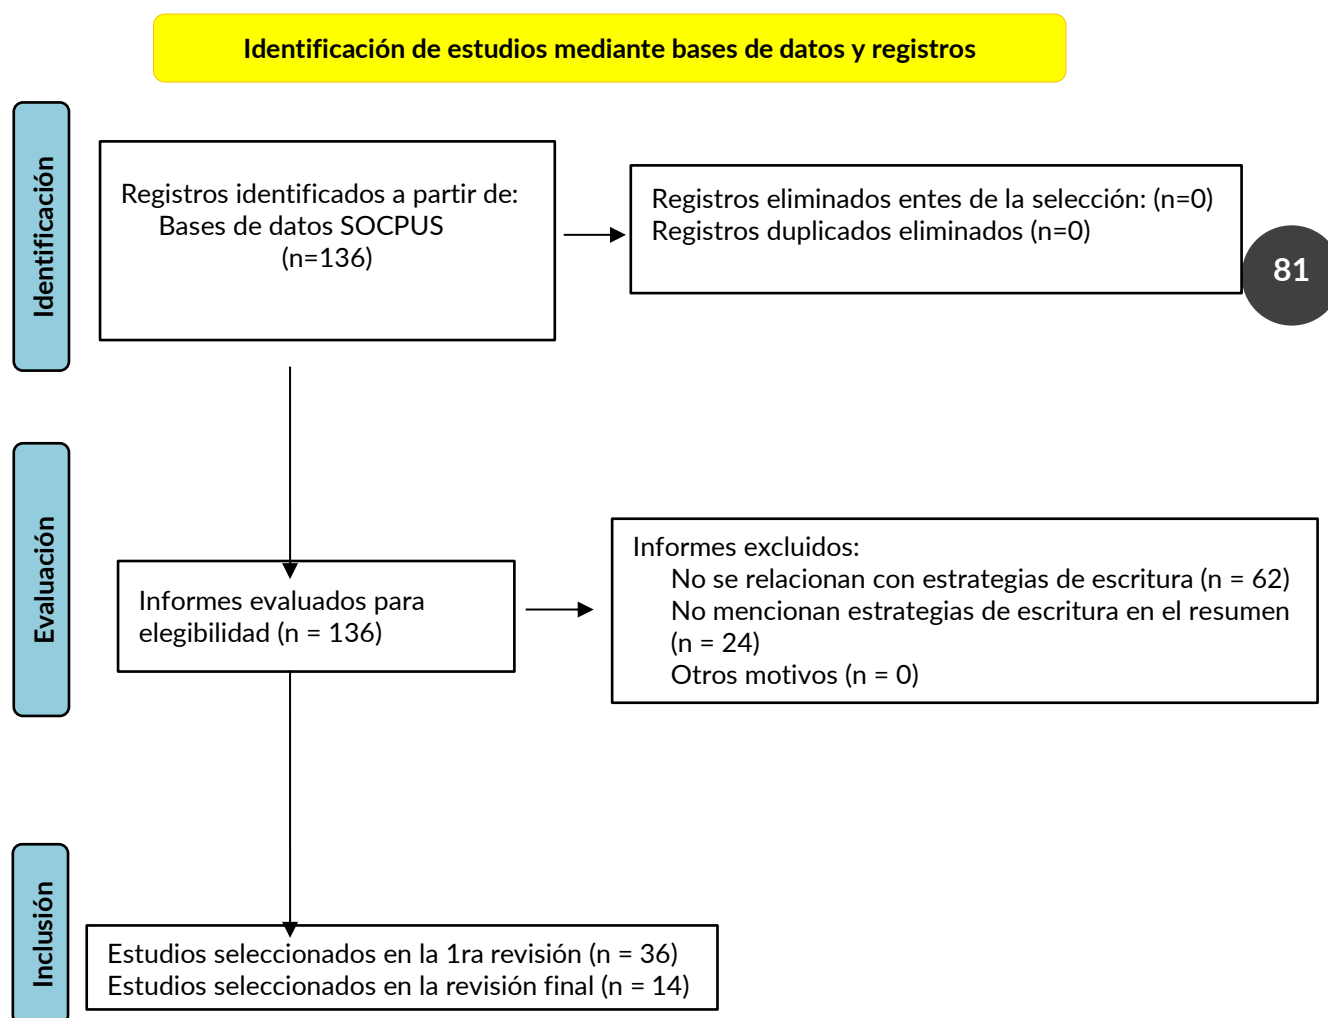 Identificación de estudios mediante bases de datos y registros
Identificación
Registros identificados a partir de:
Bases de datos SOCPUS
(n=136)
Registros eliminados entes de la selección: (n=0)
Registros duplicados eliminados (n=0)
81
Evaluación
Informes evaluados para
elegibilidad (n = 136)
Informes excluidos:
No se relacionan con estrategias de escritura (n = 62)
No mencionan estrategias de escritura en el resumen
(n = 24)
Otros motivos (n = 0)
Inclusión
Estudios seleccionados en la 1ra revisión (n = 36)
Estudios seleccionados en la revisión final (n = 14)